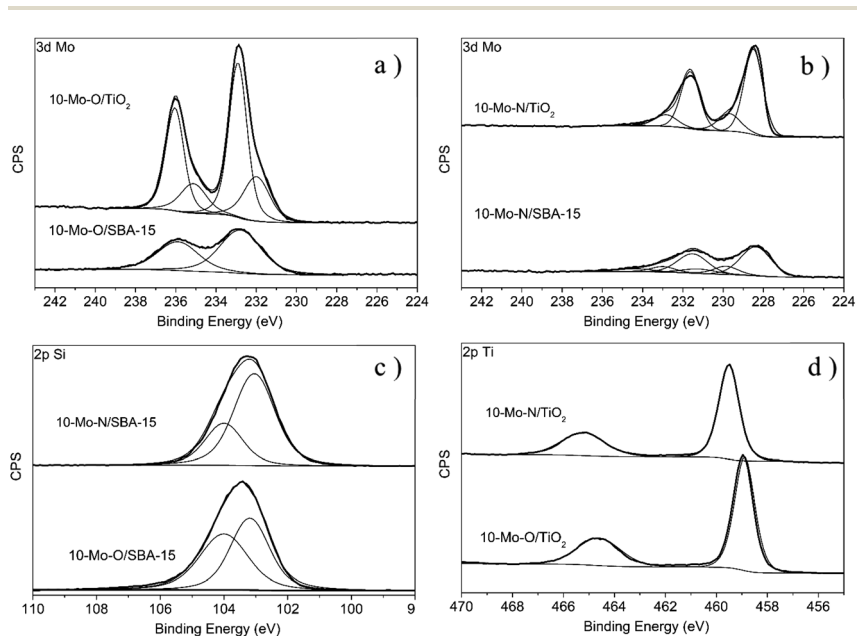 3d Mo
a )
10-Mo-O/TiO2
10-Mo-O/SBA-15
CPS
242 240 238 236 234 232 230 228 226 224
Binding Energy (eV)
3d Mo
b )
10-Mo-N/TiO2
10-Mo-N/SBA-15
CPS
242 240 238 236 234 232 230 228 226 224
Binding Energy (eV)
2p Si
c )
10-Mo-N/SBA-15
10-Mo-O/SBA-15
CPS
110 108 106 104 102 100 9
Binding Energy (eV)
2p Ti
d )
10-Mo-N/TiO2
10-Mo-O/TiO2
CPS
470 468 466 464 462 460 458 456
Binding Energy (eV)